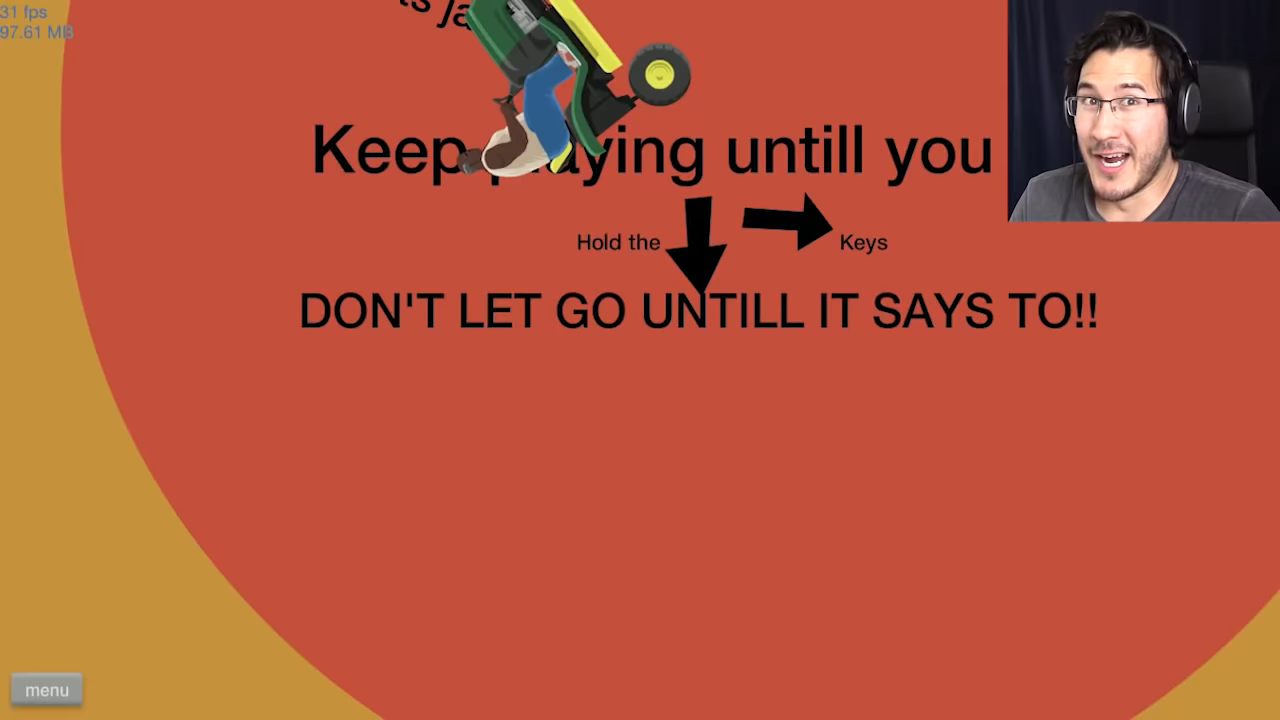 31 fps
97.61 MB
Keep playing untill you
Hold the
Keys
DON'T LET GO UNTILL IT SAYS TO!!
menu